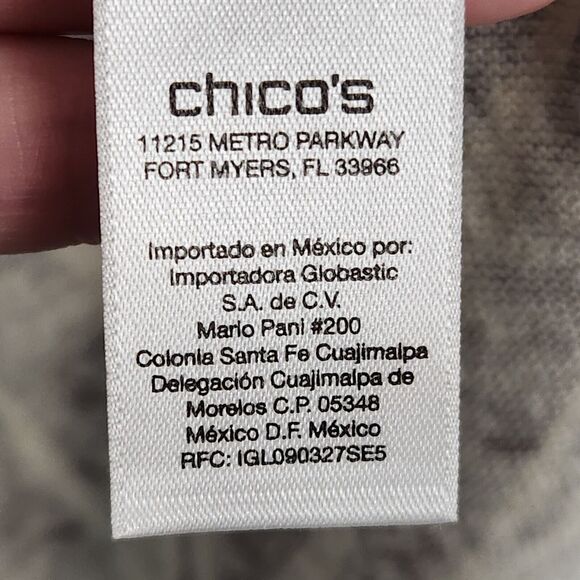 chico's
11215 METRO PARKWAY
FORT MYERS, FL 33966
Importado en México por:
Importadora Globastic
S.A. de C.V.
Mario Pani #200
Colonia Santa Fe Cuajimalpa
Delegación Cuajimalpa de
Morelos C.P. 05348
México D.F. México
RFC: IGL090327SE5